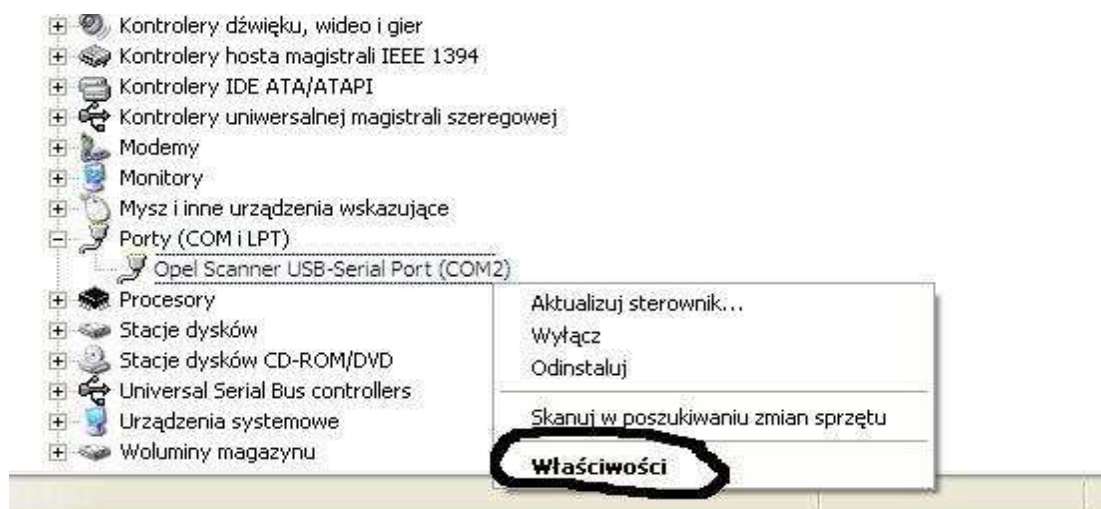 Kontrolery dźwięku, wideo i gier
Kontrolery hosta magistrali IEEE 1394
Kontrolery IDE ATA/ATAPI
Kontrolery uniwersalnej magistrali szeregowej
Modemy
Monitory
Mysz i inne urządzenia wskazujące
Porty (COM i LPT)
Opel Scanner USB-Serial Port (COM2)
Procesory
Stacje dysków
Stacje dysków CD-ROM/DVD
Universal Serial Bus controllers
Urządzenia systemowe
Woluminy magazynu
Aktualizuj sterownik...
Wyłącz
Odinstaluj
Skanuj w poszukiwaniu zmian sprzętu
Właściwości